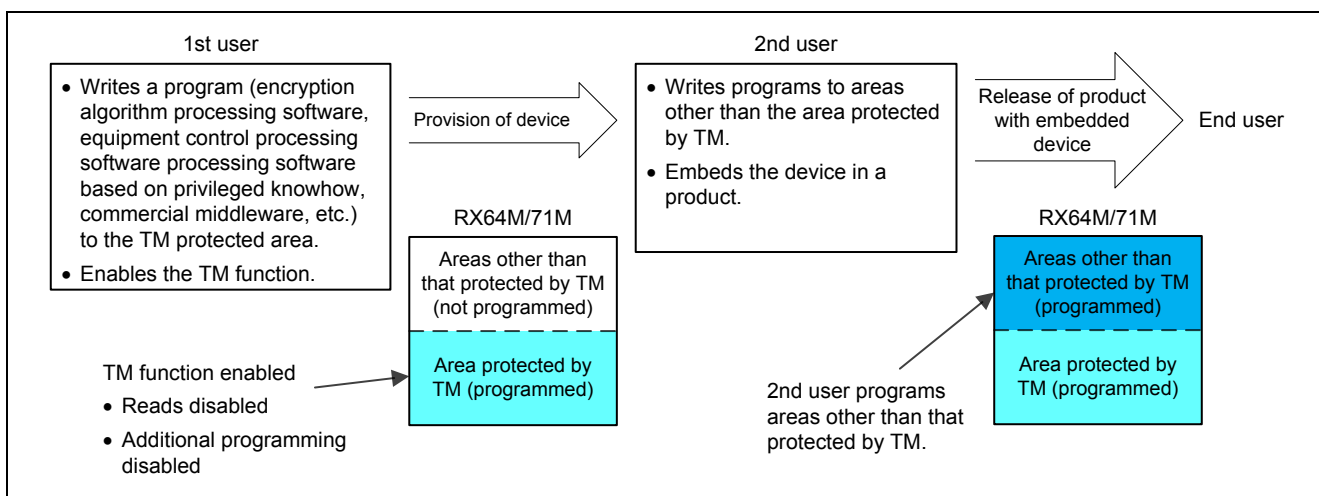 1st user
• Writes a program (encryption
algorithm processing software,
equipment control processing
software processing software
based on privileged knowhow,
commercial middleware, etc.)
to the TM protected area.
• Enables the TM function.
Provision of device
2nd user
• Writes programs to areas
other than the area protected
by TM.
• Embeds the device in a
product.
Release of product
with embedded
device
End user
RX64M/71M
Areas other than
that protected by TM
(not programmed)
Area protected by
TM (programmed)
TM function enabled
• Reads disabled
• Additional programming
disabled
RX64M/71M
Areas other than
that protected by TM
(programmed)
Area protected by
TM (programmed)
2nd user programs
areas other than that
protected by TM.